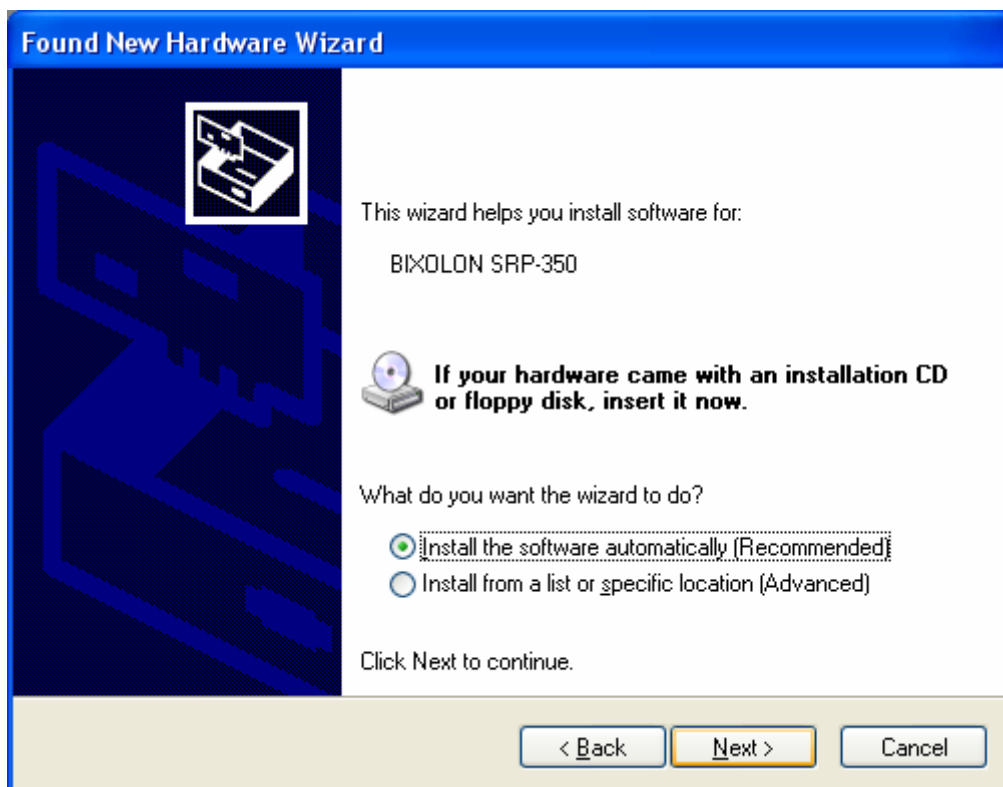 Found New Hardware Wizard
This wizard helps you install software for:
BIXOLON SRP-350
If your hardware came with an installation CD
or floppy disk, insert it now.
What do you want the wizard to do?
Install the software automatically (Recommended)
Install from a list or specific location (Advanced)
Click Next to continue.
< Back
Next >
Cancel